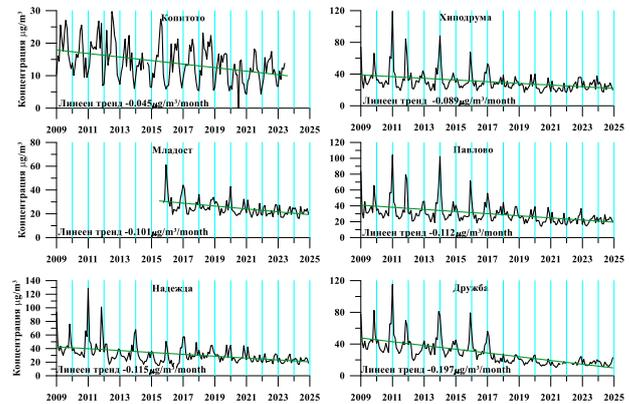 Копитото
Концентрация µg/m³
30
20
10
0
Линеен тренд -0.045µg/m³/month
2009 2011 2013 2015 2017 2019 2021 2023 2025
Хиподрума
120
80
40
0
Линеен тренд -0.089µg/m³/month
2009 2011 2013 2015 2017 2019 2021 2023 2025
Младост
Концентрация µg/m³
80
60
40
20
0
Линеен тренд -0.101µg/m³/month
2009 2011 2013 2015 2017 2019 2021 2023 2025
Павлово
120
100
80
60
40
20
0
Линеен тренд -0.112µg/m³/month
2009 2011 2013 2015 2017 2019 2021 2023 2025
Надежда
Концентрация µg/m³
140
120
100
80
60
40
20
0
Линеен тренд -0.115µg/m³/month
2009 2011 2013 2015 2017 2019 2021 2023 2025
Дружба
120
80
40
0
Линеен тренд -0.197µg/m³/month
2009 2011 2013 2015 2017 2019 2021 2023 2025